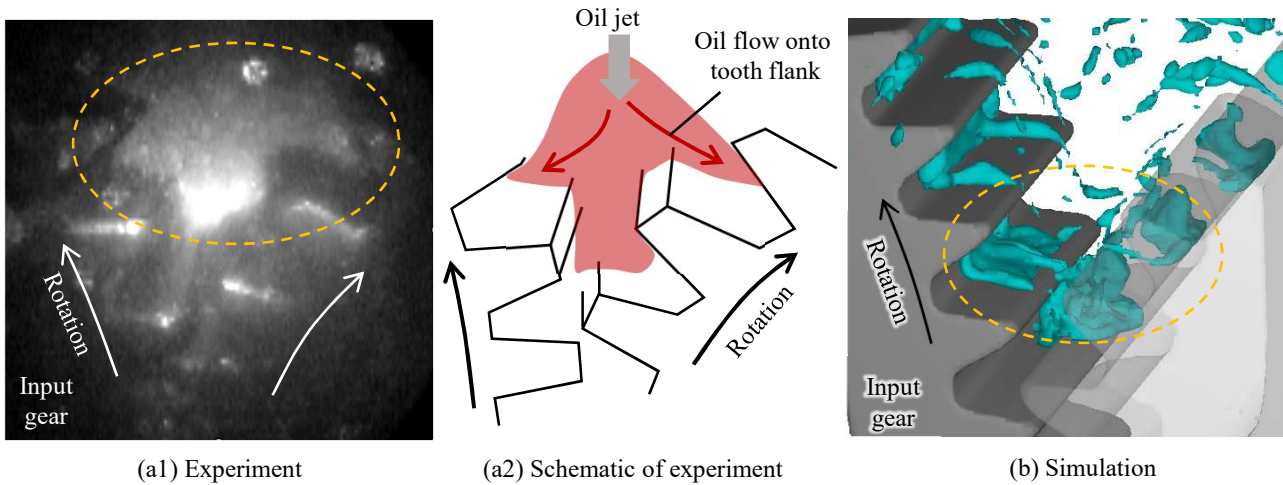 Rotation
Input
gear
(a1) Experiment
Oil jet
Oil flow onto
tooth flank
Rotation
(a2) Schematic of experiment
Rotation
Input
gear
(b) Simulation